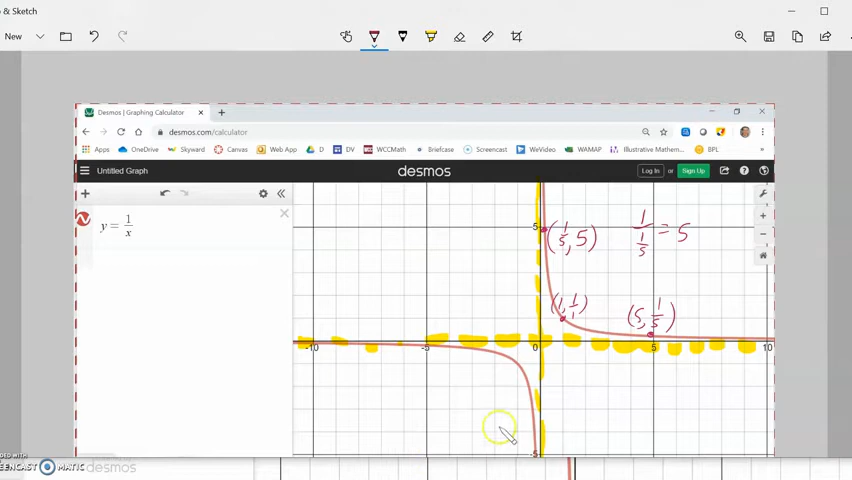 & Sketch
New
Desmos | Graphing Calculator
desmos.com/calculator
Apps OneDrive Skyward Canvas Web App D DV WCCMath Briefcase Screencast WeVideo WAMAP Illustrative Mathem... BPL
Untitled Graph desmos Log In or Sign Up
y = 1/x
5
(1/5, 5) 1/(1/5) = 5
(1, 1/1) (5, 1/5)
-10 -5 0 5 10
-5
MATIC desmos